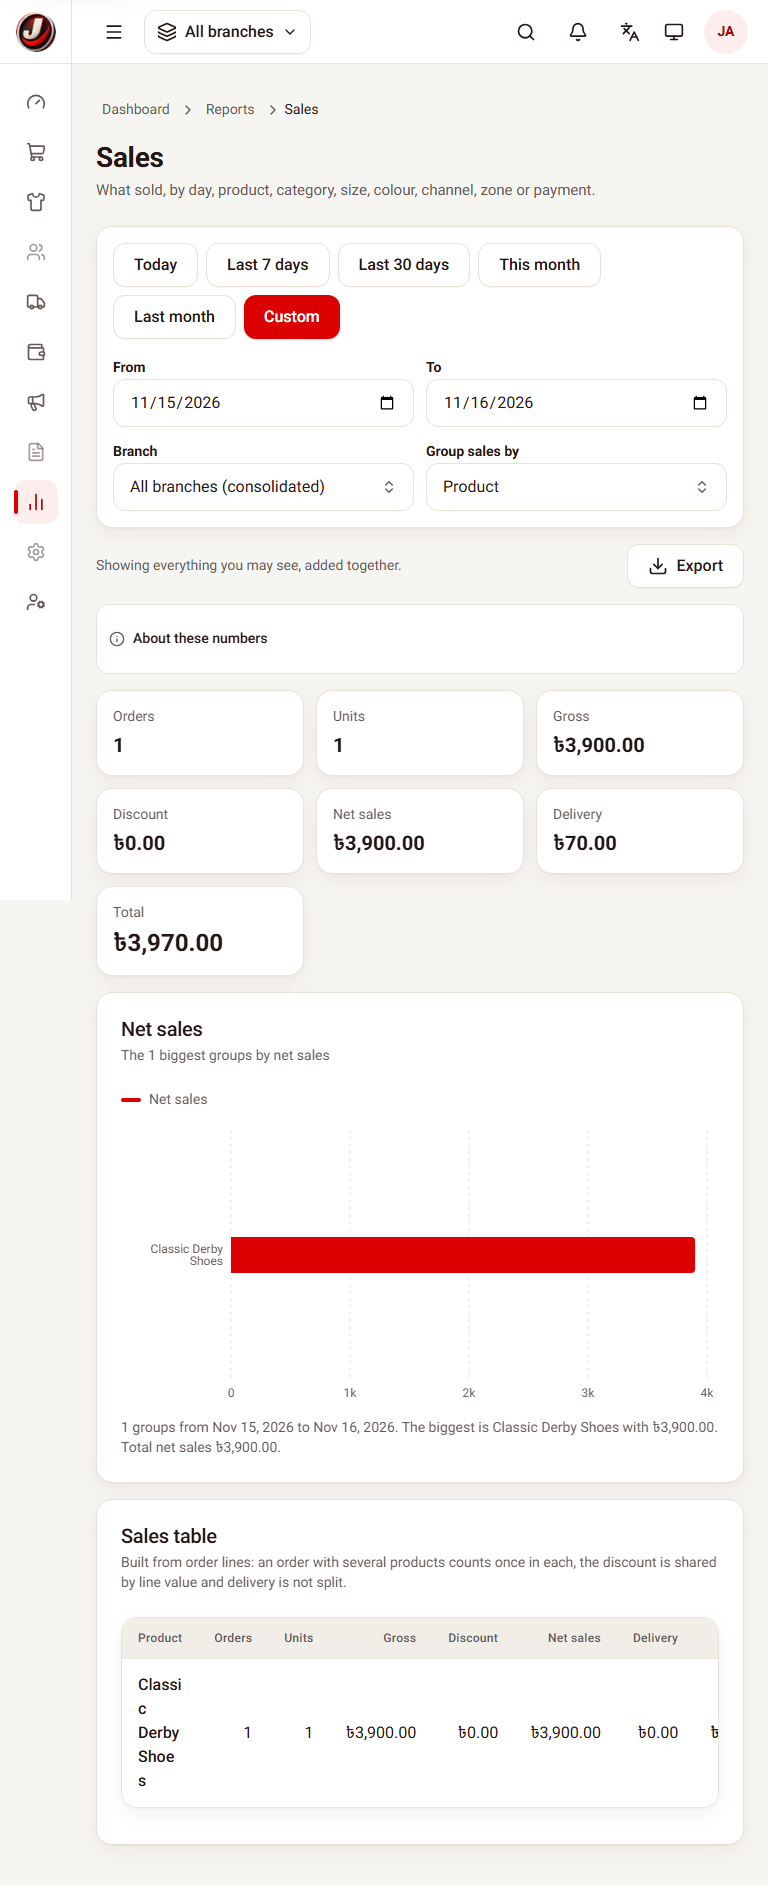 J
All branches
JA
Dashboard > Reports > Sales
Sales
What sold, by day, product, category, size, colour, channel, zone or payment.
Today
Last 7 days
Last 30 days
This month
Last month
Custom
From
To
11/15/2026
11/16/2026
Branch
Group sales by
All branches (consolidated)
Product
Showing everything you may see, added together.
Export
About these numbers
Orders
Units
Gross
1
1
৳3,900.00
Discount
Net sales
Delivery
৳0.00
৳3,900.00
৳70.00
Total
৳3,970.00
Net sales
The 1 biggest groups by net sales
Net sales
Classic Derby
Shoes
0 1k 2k 3k 4k
1 groups from Nov 15, 2026 to Nov 16, 2026. The biggest is Classic Derby Shoes with ৳3,900.00.
Total net sales ৳3,900.00.
Sales table
Built from order lines: an order with several products counts once in each, the discount is shared
by line value and delivery is not split.
Product Orders Units Gross Discount Net sales Delivery
Classi
c
Derby 1 1 ৳3,900.00 ৳0.00 ৳3,900.00 ৳0.00 ৳
Shoe
s